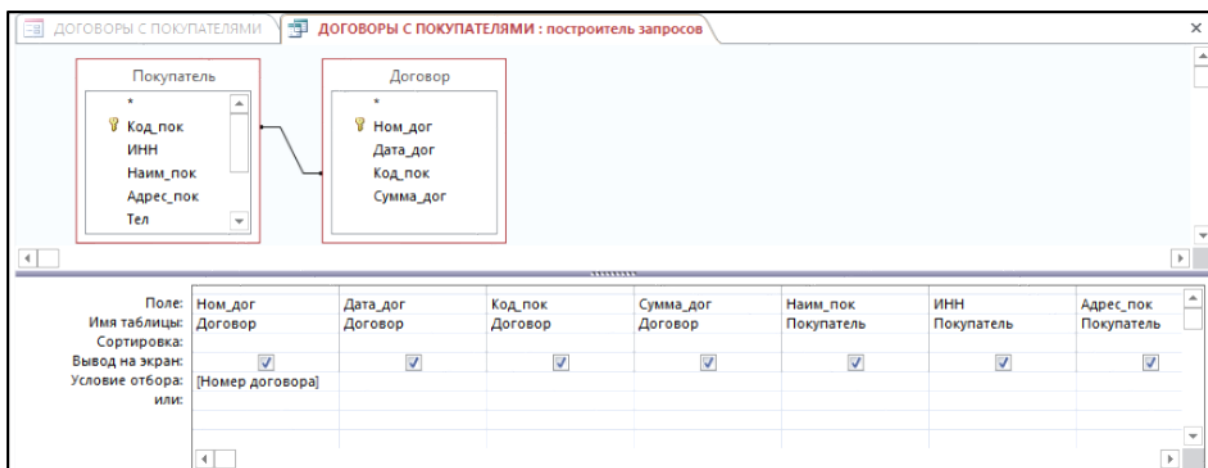 ДОГОВОРЫ С ПОКУПАТЕЛЯМИ ДОГОВОРЫ С ПОКУПАТЕЛЯМИ : построитель запросов
Покупатель
*
Код_пок
ИНН
Наим_пок
Адрес_пок
Тел
Договор
*
Ном_дог
Дата_дог
Код_пок
Сумма_дог
Поле: Ном_дог Дата_дог Код_пок Сумма_дог Наим_пок ИНН Адрес_пок
Имя таблицы: Договор Договор Договор Договор Покупатель Покупатель Покупатель
Сортировка:
Вывод на экран:
Условие отбора: [Номер договора]
или: